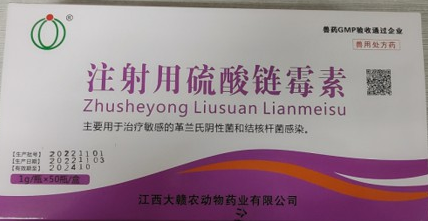 ®
兽药GMP验收通过企业
兽用处方药
注射用硫酸链霉素
Zhusheyong Liusuan Lianmeisu
主要用于治疗敏感的革兰氏阴性菌和结核杆菌感染。
[生产批号] 20221101
[生产日期] 20221103
[有效期至] 202410
1g/瓶×50瓶/盒
江西大赣农动物药业有限公司